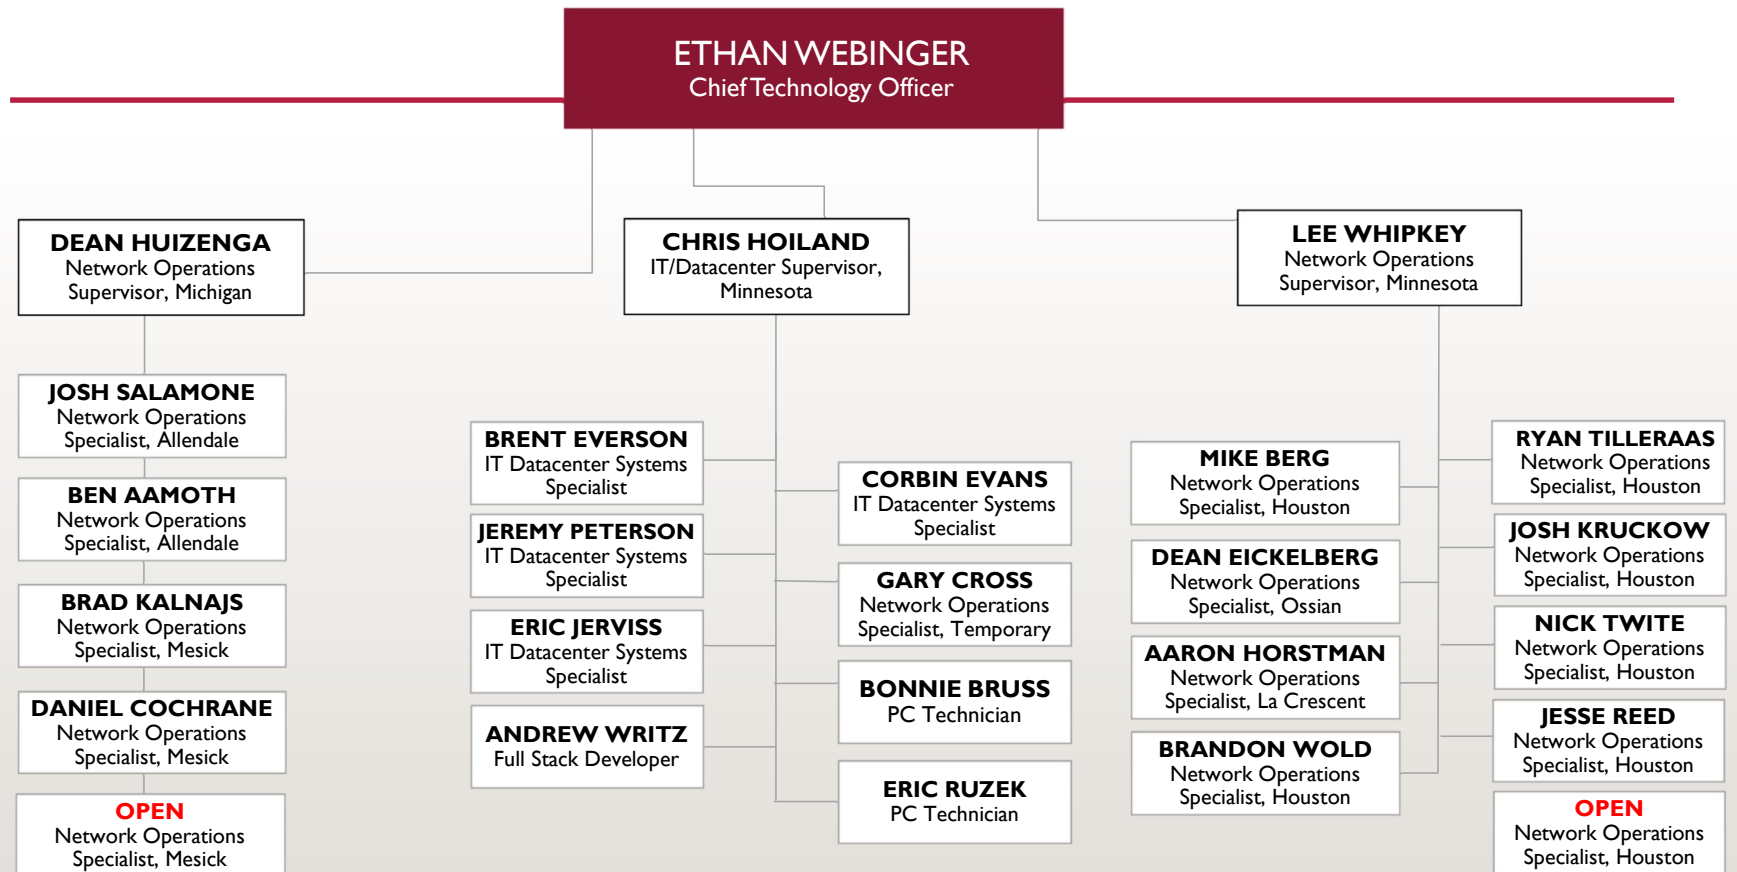 ETHAN WEBINGER
Chief Technology Officer
DEAN HUIZENGA
Network Operations
Supervisor, Michigan
CHRIS HOILAND
IT/Datacenter Supervisor,
Minnesota
LEE WHIPKEY
Network Operations
Supervisor, Minnesota
JOSH SALAMONE
Network Operations
Specialist, Allendale
BEN AAMOTH
Network Operations
Specialist, Allendale
BRAD KALNAJS
Network Operations
Specialist, Mesick
DANIEL COCHRANE
Network Operations
Specialist, Mesick
OPEN
Network Operations
Specialist, Mesick
BRENT EVERSON
IT Datacenter Systems
Specialist
JEREMY PETERSON
IT Datacenter Systems
Specialist
ERIC JERVISS
IT Datacenter Systems
Specialist
ANDREW WRITZ
Full Stack Developer
CORBIN EVANS
IT Datacenter Systems
Specialist
GARY CROSS
Network Operations
Specialist, Temporary
BONNIE BRUSS
PC Technician
ERIC RUZEK
PC Technician
MIKE BERG
Network Operations
Specialist, Houston
DEAN EICKELBERG
Network Operations
Specialist, Ossian
AARON HORSTMAN
Network Operations
Specialist, La Crescent
BRANDON WOLD
Network Operations
Specialist, Houston
RYAN TILLERAAS
Network Operations
Specialist, Houston
JOSH KRUCKOW
Network Operations
Specialist, Houston
NICK TWITE
Network Operations
Specialist, Houston
JESSE REED
Network Operations
Specialist, Houston
OPEN
Network Operations
Specialist, Houston